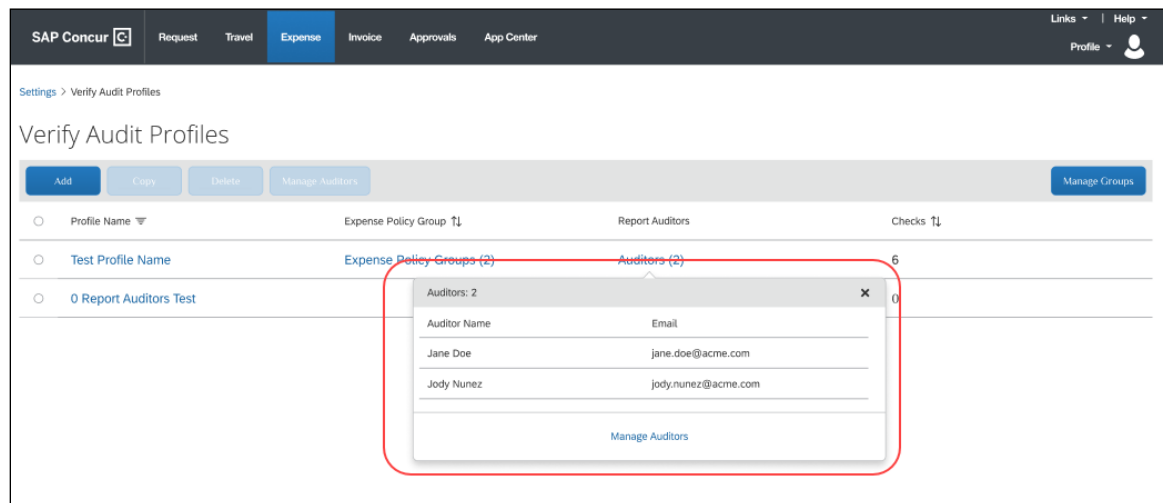 Links | Help
SAP Concur C Request Travel Expense Invoice Approvals App Center
Profile
Settings > Verify Audit Profiles
Verify Audit Profiles
Add Copy Delete Manage Auditors Manage Groups
Profile Name Expense Policy Group Report Auditors Checks
Test Profile Name Expense Policy Groups (2) Auditors (2) 6
0 Report Auditors Test 0
Auditors: 2
Auditor Name Email
Jane Doe jane.doe@acme.com
Jody Nunez jody.nunez@acme.com
Manage Auditors